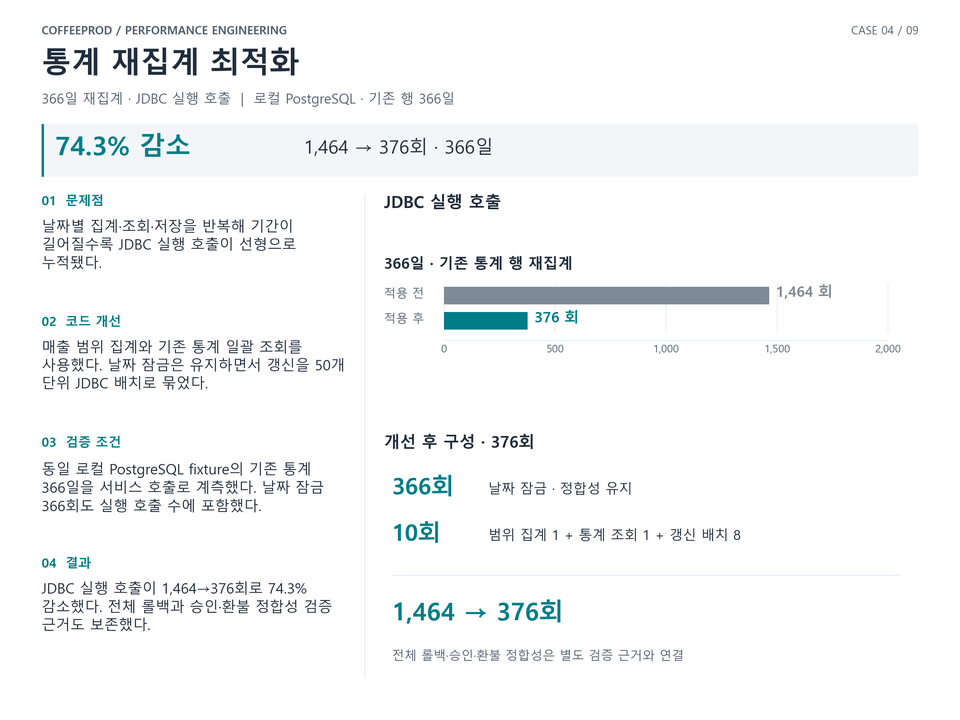 COFFEEPROD / PERFORMANCE ENGINEERING
CASE 04 / 09
통계 재집계 최적화
366일 재집계 · JDBC 실행 호출 | 로컬 PostgreSQL · 기존 행 366일
74.3% 감소
1,464 → 376회 · 366일
01 문제점
날짜별 집계·조회·저장을 반복해 기간이
길어질수록 JDBC 실행 호출이 선형으로
누적됐다.
02 코드 개선
매출 범위 집계와 기존 통계 일괄 조회를
사용했다. 날짜 잠금은 유지하면서 갱신을 50개
단위 JDBC 배치로 묶었다.
03 검증 조건
동일 로컬 PostgreSQL fixture의 기존 통계
366일을 서비스 호출로 계측했다. 날짜 잠금
366회도 실행 호출 수에 포함했다.
04 결과
JDBC 실행 호출이 1,464→376회로 74.3%
감소했다. 전체 롤백과 승인·환불 정합성 검증
근거도 보존했다.
JDBC 실행 호출
366일 · 기존 통계 행 재집계
적용 전
1,464 회
적용 후
376 회
0 500 1,000 1,500 2,000
개선 후 구성 · 376회
366회 날짜 잠금 · 정합성 유지
10회 범위 집계 1 + 통계 조회 1 + 갱신 배치 8
1,464 → 376회
전체 롤백·승인·환불 정합성은 별도 검증 근거와 연결